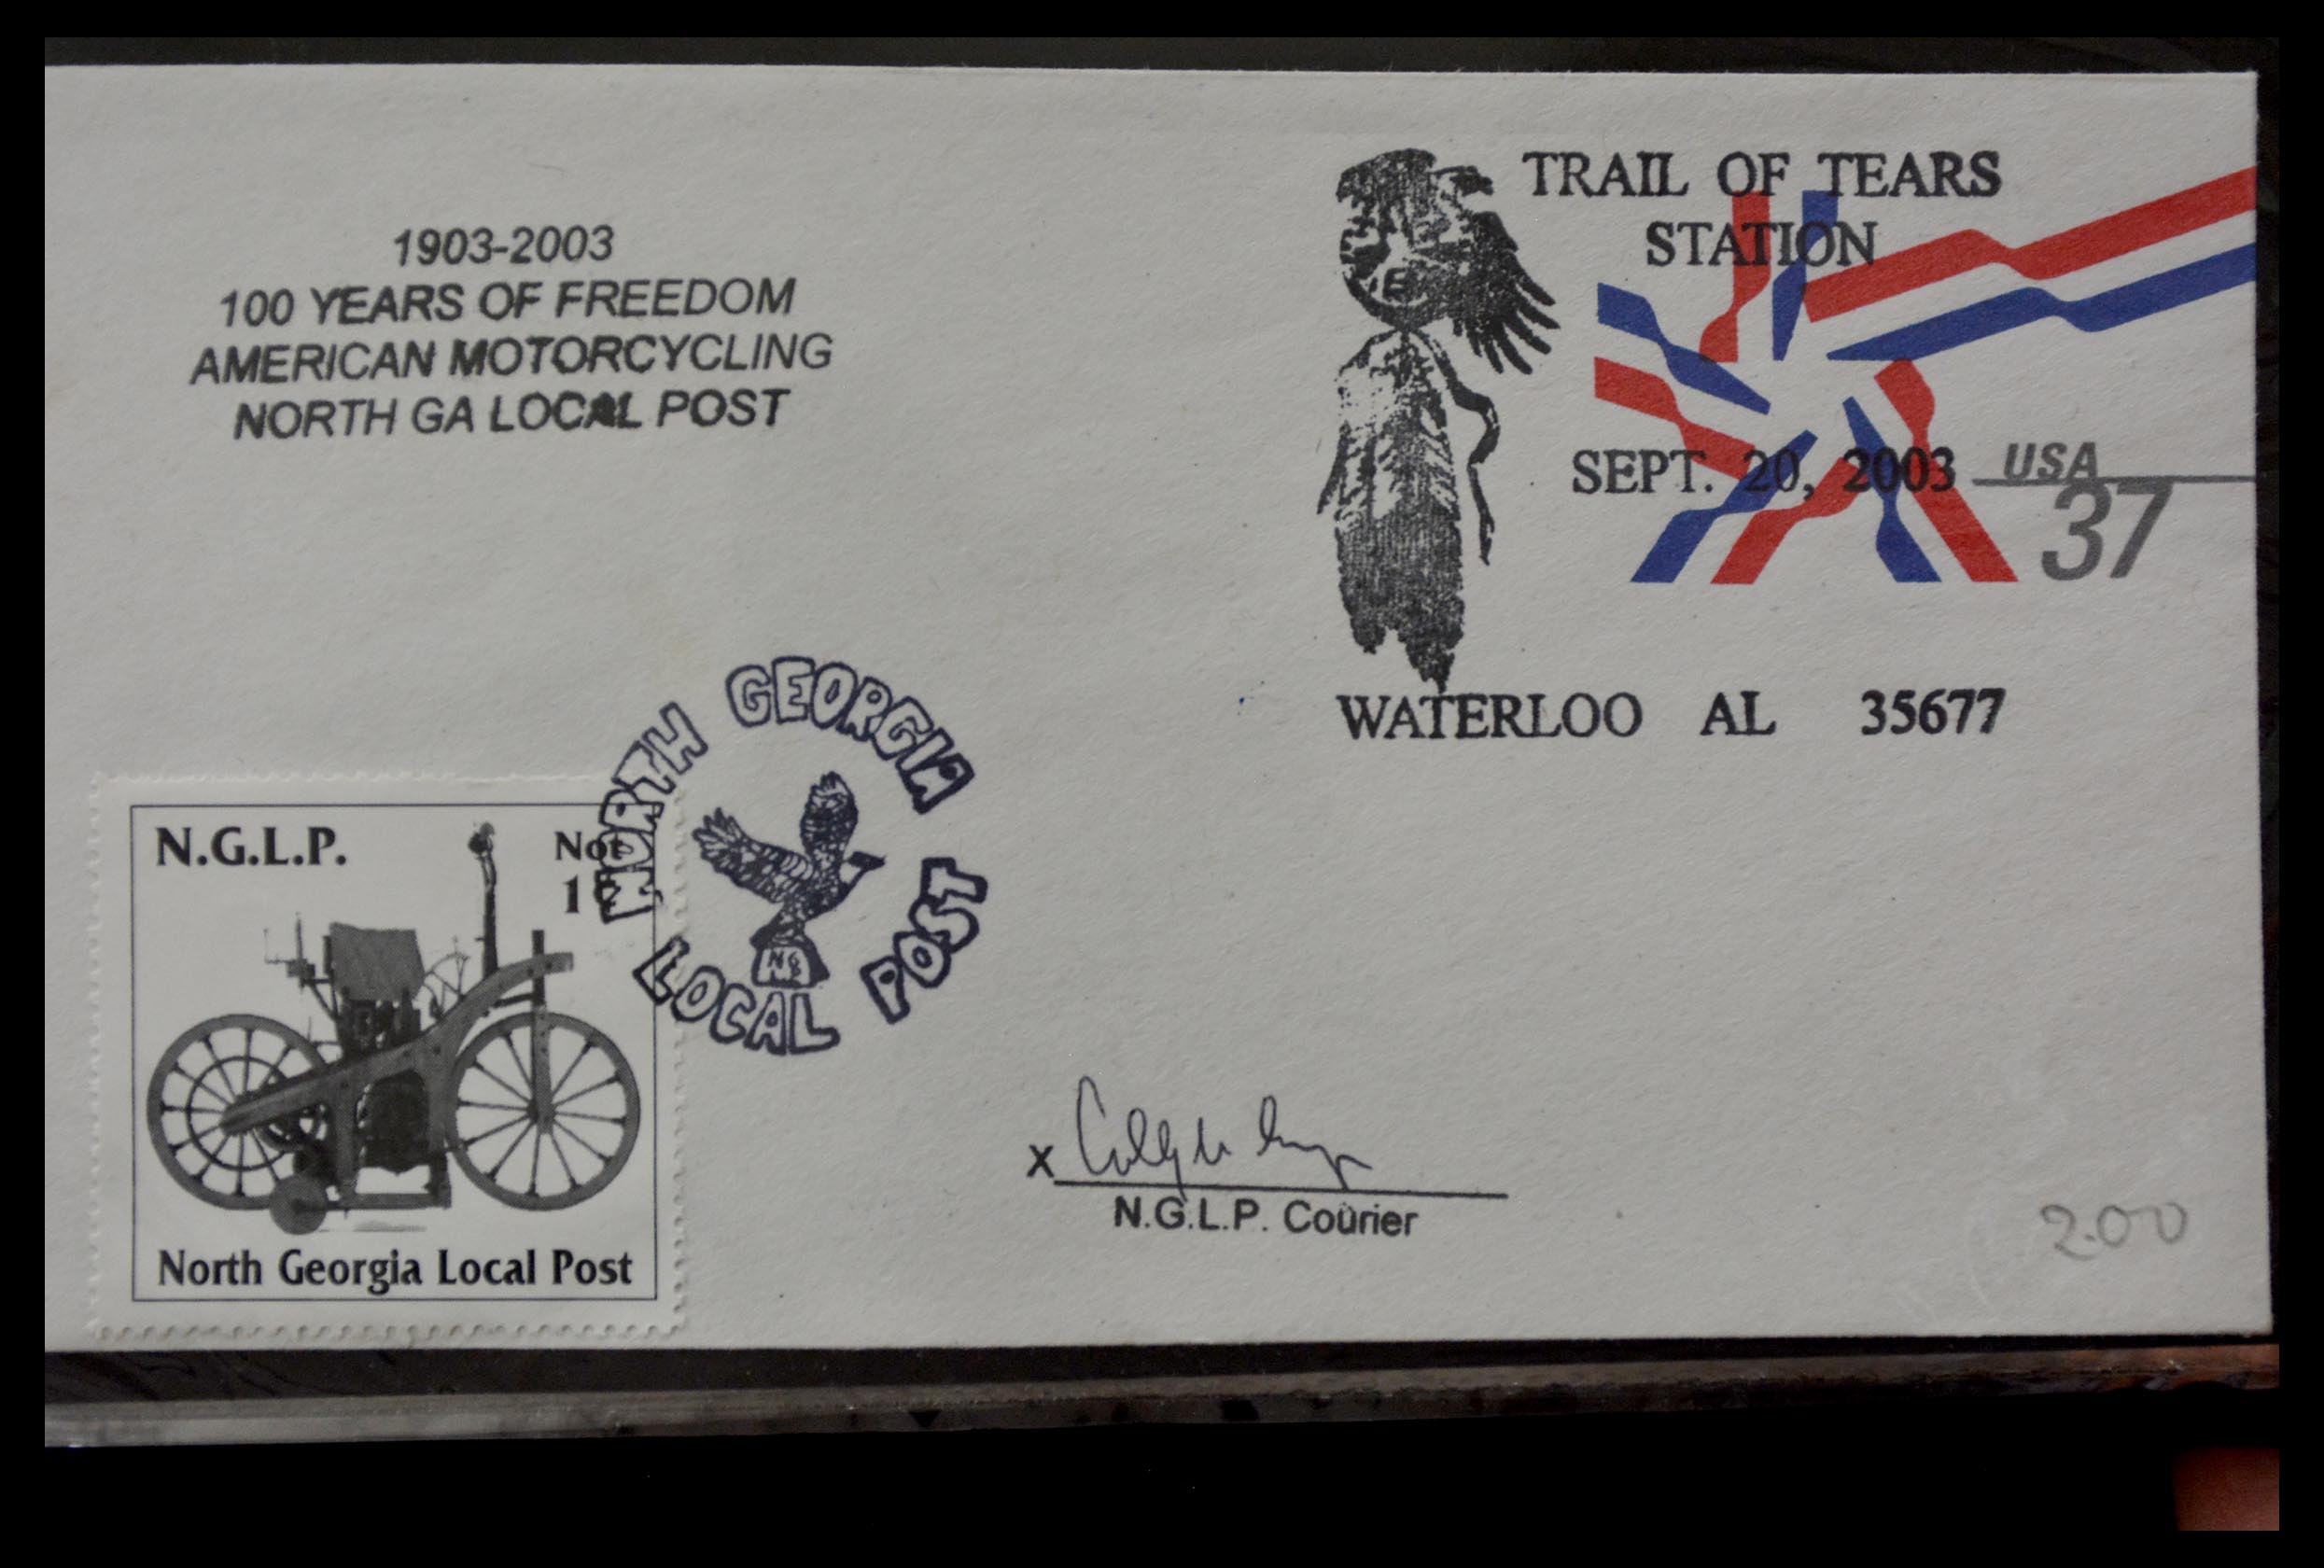 1903-2003
100 YEARS OF FREEDOM
AMERICAN MOTORCYCLING
NORTH GA LOCAL POST
TRAIL OF TEARS
STATION
SEPT. 20, 2003
USA
37
WATERLOO AL 35677
NORTH GEORGIA
LOCAL POST
NG
N.G.L.P.
North Georgia Local Post
X
N.G.L.P. Courier
2.00